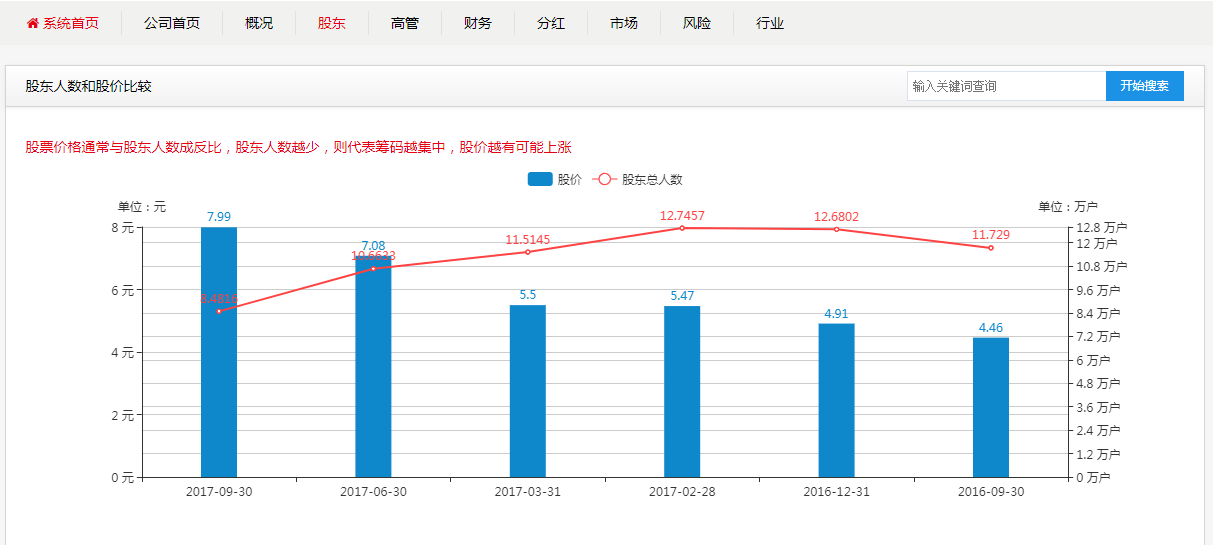 系统首页 公司首页 概况 股东 高管 财务 分红 市场 风险 行业
股东人数和股价比较 输入关键词查询 开始搜索
股票价格通常与股东人数成反比，股东人数越少，则代表筹码越集中，股价越有可能上涨
股价 股东总人数
单位：元 单位：万户
7.99 7.08 5.5 5.47 4.91 4.46
8.4816 10.6633 11.5145 12.7457 12.6802 11.729
8 元
6 元
4 元
2 元
0 元
12.8 万户
12 万户
10.8 万户
9.6 万户
8.4 万户
7.2 万户
6 万户
4.8 万户
3.6 万户
2.4 万户
1.2 万户
0 万户
2017-09-30 2017-06-30 2017-03-31 2017-02-28 2016-12-31 2016-09-30